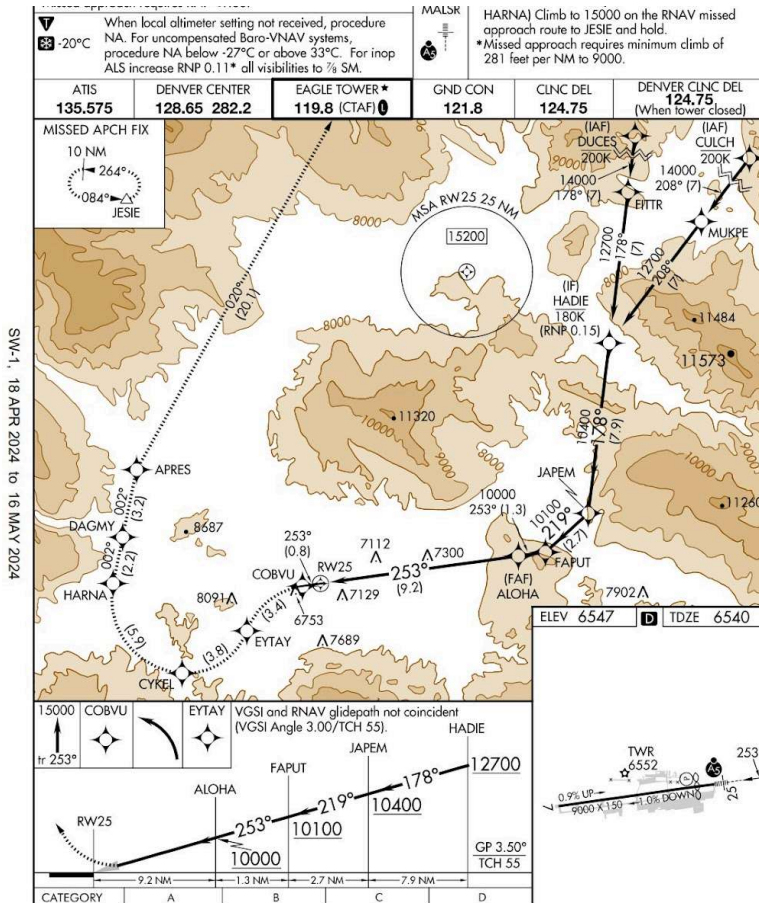 When local altimeter setting not received, procedure
NA. For uncompensated Baro-VNAV systems,
procedure NA below -27°C or above 33°C. For inop
ALS increase RNP 0.11* all visibilities to ⅞ SM.
T
-20°C
MALSR
A5
HARNA) Climb to 15000 on the RNAV missed
approach route to JESIE and hold.
*Missed approach requires minimum climb of
281 feet per NM to 9000.
ATIS
135.575
DENVER CENTER
128.65 282.2
EAGLE TOWER★
119.8 (CTAF) L
GND CON
121.8
CLNC DEL
124.75
DENVER CLNC DEL
124.75
(When tower closed)
MISSED APCH FIX
10 NM
264°
084°
JESIE
8000
MSA RW25 25 NM
15200
(IAF)
DUCES
200K
9000
(IAF)
CULCH
200K
14000
178° (7)
14000
208° (7)
FITTR
MUKPE
12700
178°
(7)
12700
208°
(7)
8000
(IF)
HADIE
180K
(RNP 0.15)
11484
11573
020°
(20.1)
8000
11320
10000
9000
10400
178°
(7.9)
APRES
JAPEM
11260
10000
002°
(3.2)
DAGMY
8687
10000
253° (1.3)
10100
219°
(2.7)
002°
(2.2)
253°
(0.8)
RW25
7112
7300
253°
(9.2)
FAPUT
(FAF)
ALOHA
HARNA
COBVU
8091
7129
7902
6753
(3.4)
EYTAY
7689
(5.9)
(3.8)
CYKEL
SW-1, 18 APR 2024 to 16 MAY 2024
ELEV 6547
D
TDZE 6540
TWR
6552
A5
253°
P
0.9% UP
9000 X 150
1.0% DOWN
7
25
15000
tr 253°
COBVU
EYTAY
VGSI and RNAV glidepath not coincident
(VGSI Angle 3.00/TCH 55).
HADIE
12700
JAPEM
178°
10400
FAPUT
219°
10100
ALOHA
253°
10000
RW25
GP 3.50°
TCH 55
9.2 NM
1.3 NM
2.7 NM
7.9 NM
CATEGORY
A
B
C
D